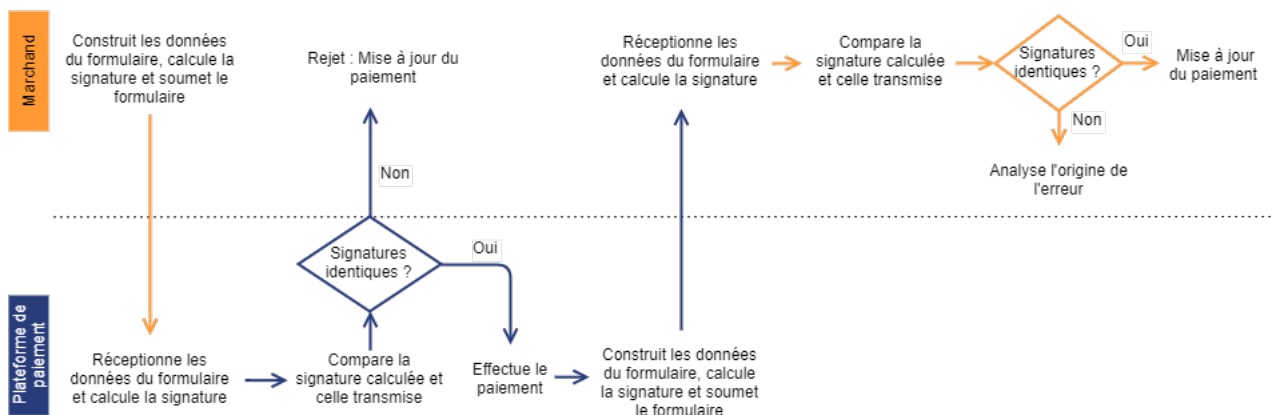 Marchand
Construit les données
du formulaire, calcule la
signature et soumet le
formulaire
Rejet : Mise à jour du
paiement
Réceptionne les
données du formulaire
et calcule la signature
Compare la
signature calculée
et celle transmise
Signatures
identiques ?
Oui
Mise à jour
du paiement
Non
Analyse l'origine de
l'erreur
Non
Signatures
identiques ?
Oui
Plateforme de
paiement
Réceptionne les
données du formulaire
et calcule la signature
Compare la
signature calculée et
celle transmise
Effectue le
paiement
Construit les données
du formulaire, calcule
la signature et soumet
le formulaire